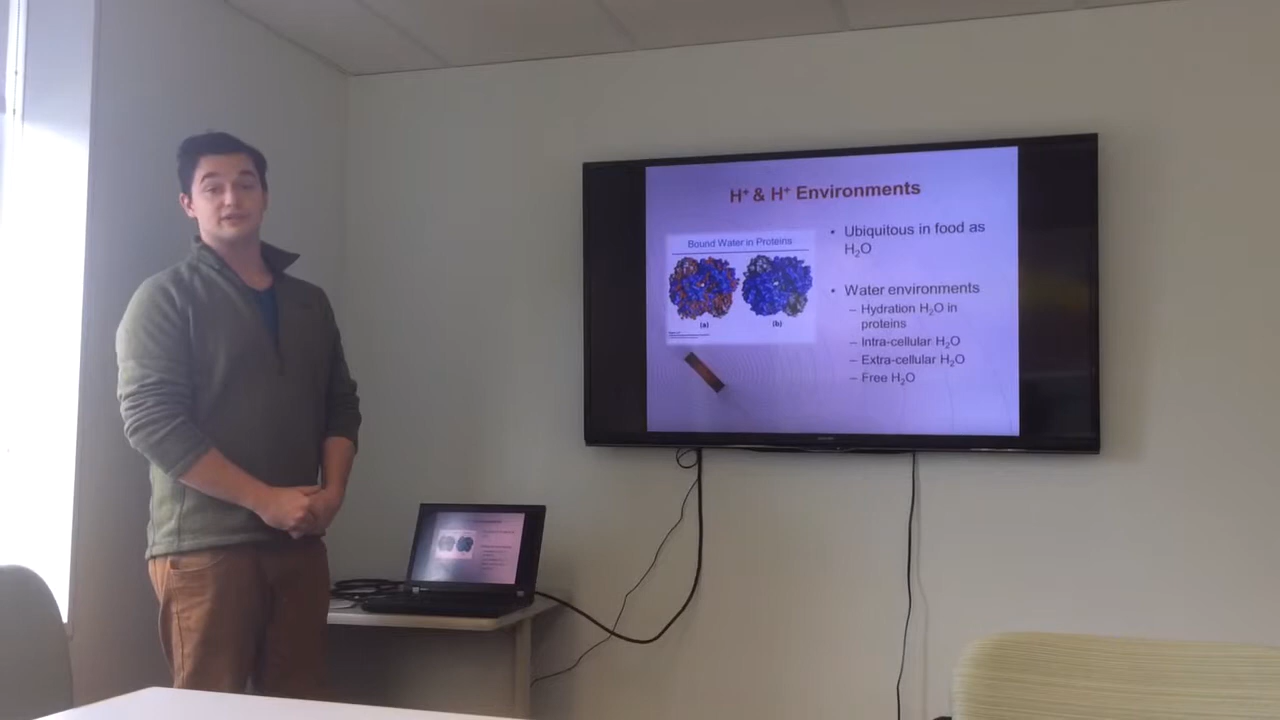 H⁺ & H⁺ Environments
Bound Water in Proteins
(a)
(b)
• Ubiquitous in food as
H₂O
• Water environments
– Hydration H₂O in
proteins
– Intra-cellular H₂O
– Extra-cellular H₂O
– Free H₂O